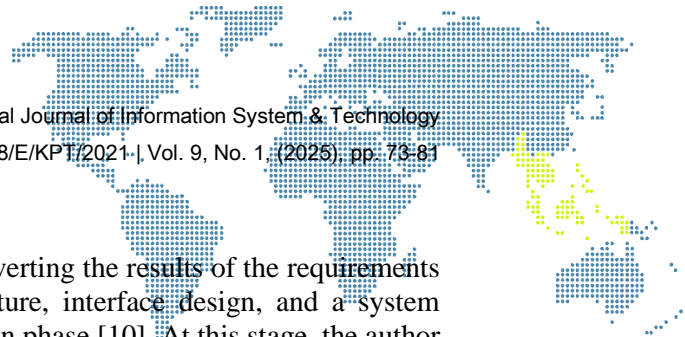 al Journal of Information System & Technology
8/E/KPT/2021 | Vol. 9, No. 1, (2025), pp. 73-81
verting the results of the requirements
ture, interface design, and a system
n phase [10]. At this stage, the author